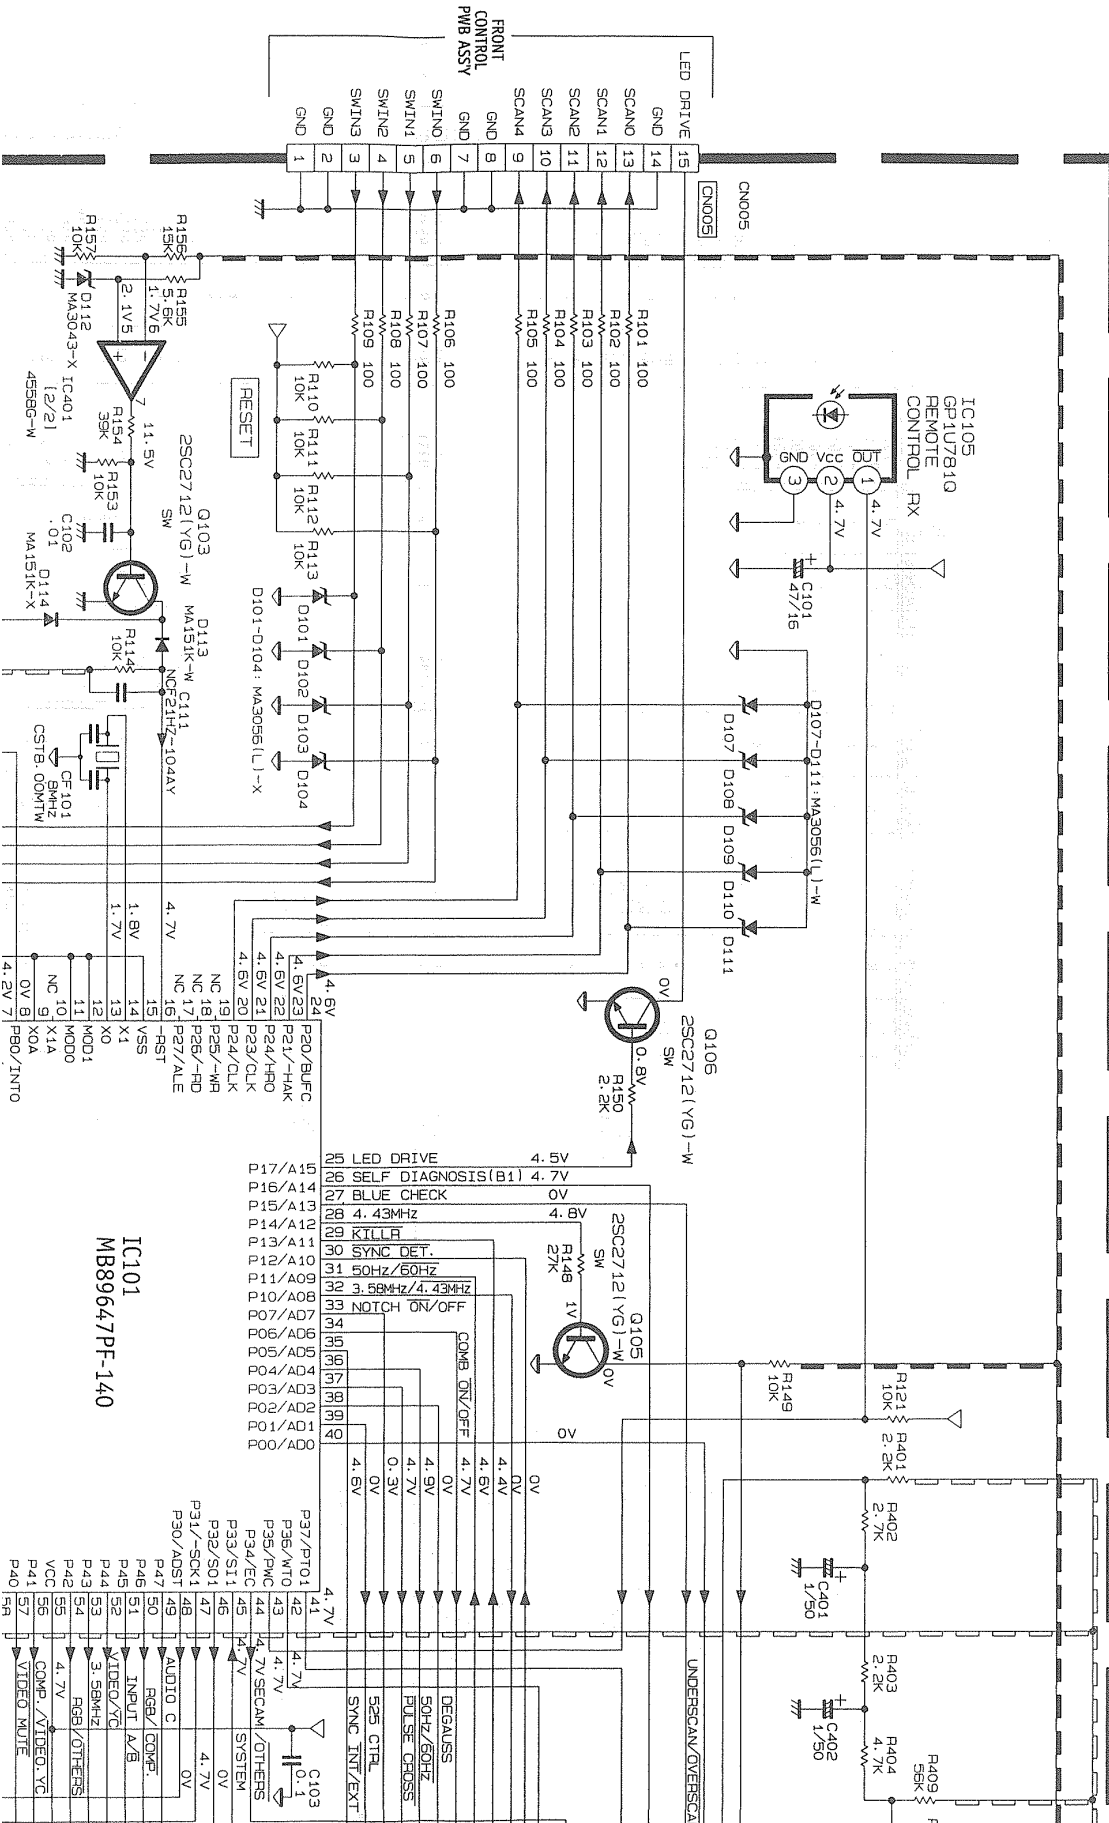 FRONT
CONTROL
PWB ASS'Y
LED DRIVE
GND
SCAN0
SCAN1
SCAN2
SCAN3
SCAN4
GND
GND
SWIN0
SWIN1
SWIN2
SWIN3
GND
GND
15
14
13
12
11
10
9
8
7
6
5
4
3
2
1
CN005
CN005
R101 100
R102 100
R103 100
R104 100
R105 100
R106 100
R107 100
R108 100
R109 100
R110
10K
R111
10K
R112
10K
R113
10K
RESET
IC105
GP1U781Q
REMOTE
CONTROL RX
OUT
Vcc
GND
1
2
3
4.7V
4.7V
C101
47/16
+
R157
10K
R156
15K
R155
5.6K
D112
MA3043-X
1.7V 6
2.1V 5
IC401
[2/2]
4558G-W
7
11.5V
R154
39K
R153
10K
C102
.01
Q103
2SC2712(YG)-W
SW
D114
MA151K-X
D113
MA151K-W
R114
10K
C111
NCF21HZ-104AY
CF101
8MHz
CST8.00MTW
D101
D102
D103
D104
D101~D104: MA3056(L)-X
D107~D111: MA3056(L)-W
D107
D108
D109
D110
D111
Q106
2SC2712(YG)-W
SW
0V
0.8V
R150
2.2K
4.7V
1.8V
1.7V
4.6V
4.6V 23
4.6V 22
4.6V 21
4.6V 20
24 P20/BUFC
P21/-HAK
P24/HRQ
P23/CLK
P24/CLK
NC 19 P25/-WR
NC 18 P26/-RD
NC 17 P27/ALE
16 -RST
15 VSS
14 X1
13 X0
12 MOD1
11 MOD0
NC 10 X1A
9 X0A
0V 8
4.2V 7 PB0/INT0
P17/A15 25 LED DRIVE 4.5V
P16/A14 26 SELF DIAGNOSIS(B1) 4.7V
P15/A13 27 BLUE CHECK 0V
P14/A12 28 4.43MHz 4.8V
P13/A11 29 KILLR
P12/A10 30 SYNC DET.
P11/A09 31 50Hz/60Hz
P10/A08 32 3.58MHz/4.43MHz
P07/AD7 33 NOTCH ON/OFF
P06/AD6 34
P05/AD5 35
P04/AD4 36
P03/AD3 37
P02/AD2 38
P01/AD1 39
P00/AD0 40
COMB ON/OFF
0V
IC101
MB89647PF-140
R148
27K
Q105
2SC2712(YG)-W
SW
1V
0V
R149
10K
R121
10K
R401
2.2K
R402
2.7K
C401
1/50
+
R403
2.2K
C402
1/50
+
R404
4.7K
R409
56K
0V
0V
4.4V
4.6V
4.7V
0V
4.9V
4.7V
0.3V
0V
4.6V
4.7V
P37/PTO1 41
P36/WTO 42
P35/PWC 43
P34/EC 44
P33/SI1 45
P32/SO1 46
P31/-SCK1 47
P30/ADST 48
P47 49
P46 50
P45 51
P44 52
P43 53
P42 54
VCC 55
P41 56
P40 57
58
4.7V
4.7V
4.7V SECAM/OTHERS
4.7V
SYSTEM
4.7V
0V
AUDIO C
RGB/COMP.
INPUT A/B
VIDEO/YC
3.58MHz
RGB/OTHERS
4.7V
COMP./VIDEO.YC
VIDEO MUTE
UNDERSCAN/OVERSCA
DEGAUSS
50Hz/60Hz
PULSE CROSS
525 CTRL
SYNC INT/EXT
C103
0.1